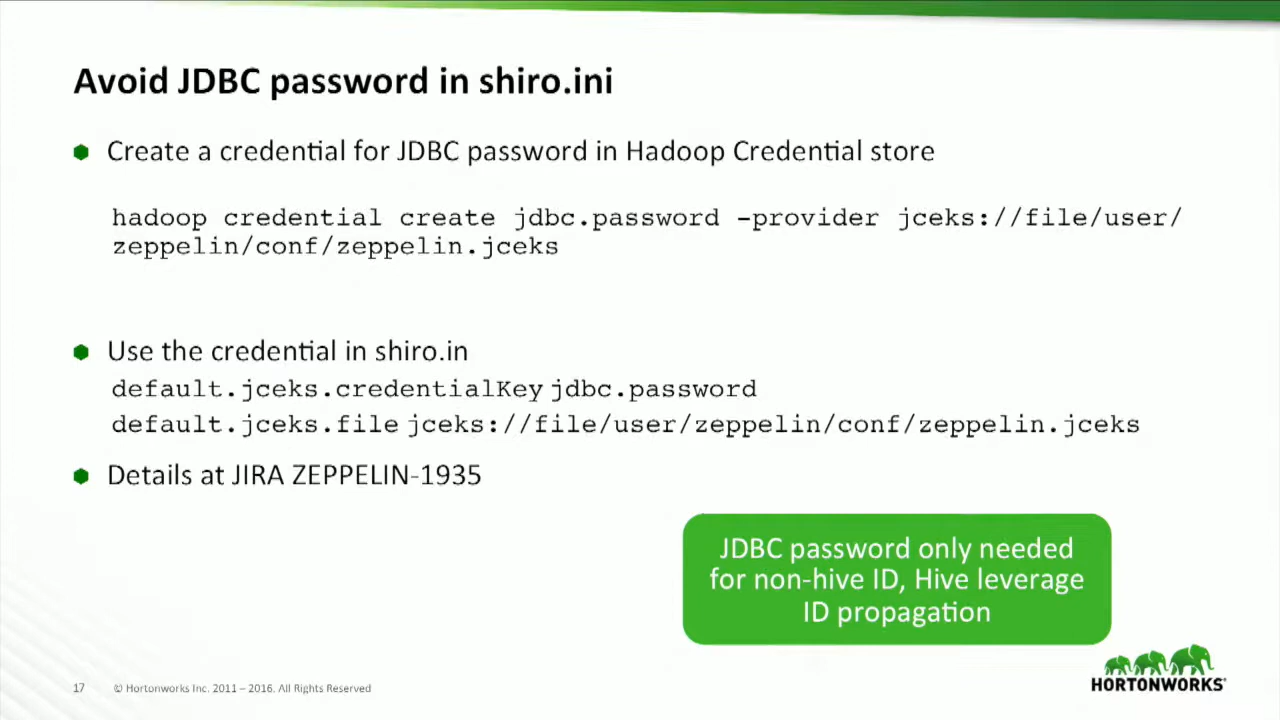 Avoid JDBC password in shiro.ini
Create a credential for JDBC password in Hadoop Credential store
hadoop credential create jdbc.password -provider jceks://file/user/
zeppelin/conf/zeppelin.jceks
Use the credential in shiro.in
default.jceks.credentialKey jdbc.password
default.jceks.file jceks://file/user/zeppelin/conf/zeppelin.jceks
Details at JIRA ZEPPELIN-1935
JDBC password only needed
for non-hive ID, Hive leverage
ID propagation
17 © Hortonworks Inc. 2011 – 2016. All Rights Reserved
HORTONWORKS